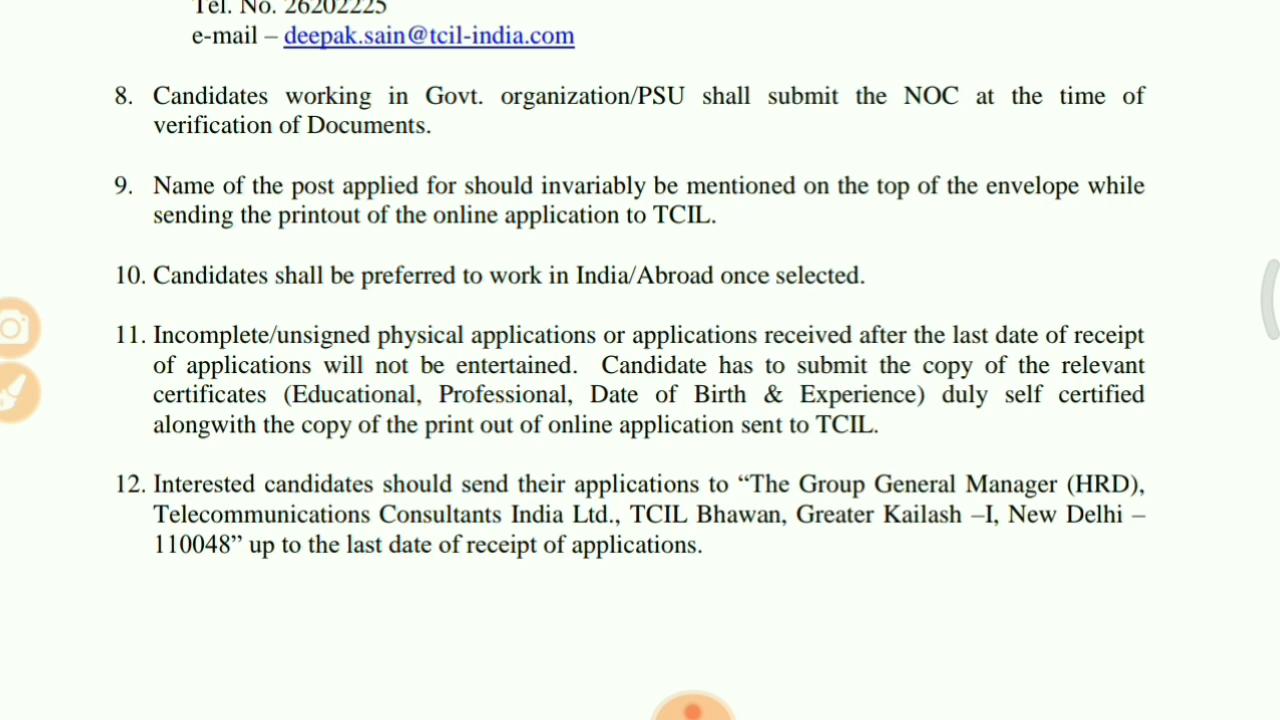 Tel. No. 26202225
e-mail – deepak.sain@tcil-india.com
8. Candidates working in Govt. organization/PSU shall submit the NOC at the time of
verification of Documents.
9. Name of the post applied for should invariably be mentioned on the top of the envelope while
sending the printout of the online application to TCIL.
10. Candidates shall be preferred to work in India/Abroad once selected.
11. Incomplete/unsigned physical applications or applications received after the last date of receipt
of applications will not be entertained. Candidate has to submit the copy of the relevant
certificates (Educational, Professional, Date of Birth & Experience) duly self certified
alongwith the copy of the print out of online application sent to TCIL.
12. Interested candidates should send their applications to “The Group General Manager (HRD),
Telecommunications Consultants India Ltd., TCIL Bhawan, Greater Kailash –I, New Delhi –
110048” up to the last date of receipt of applications.